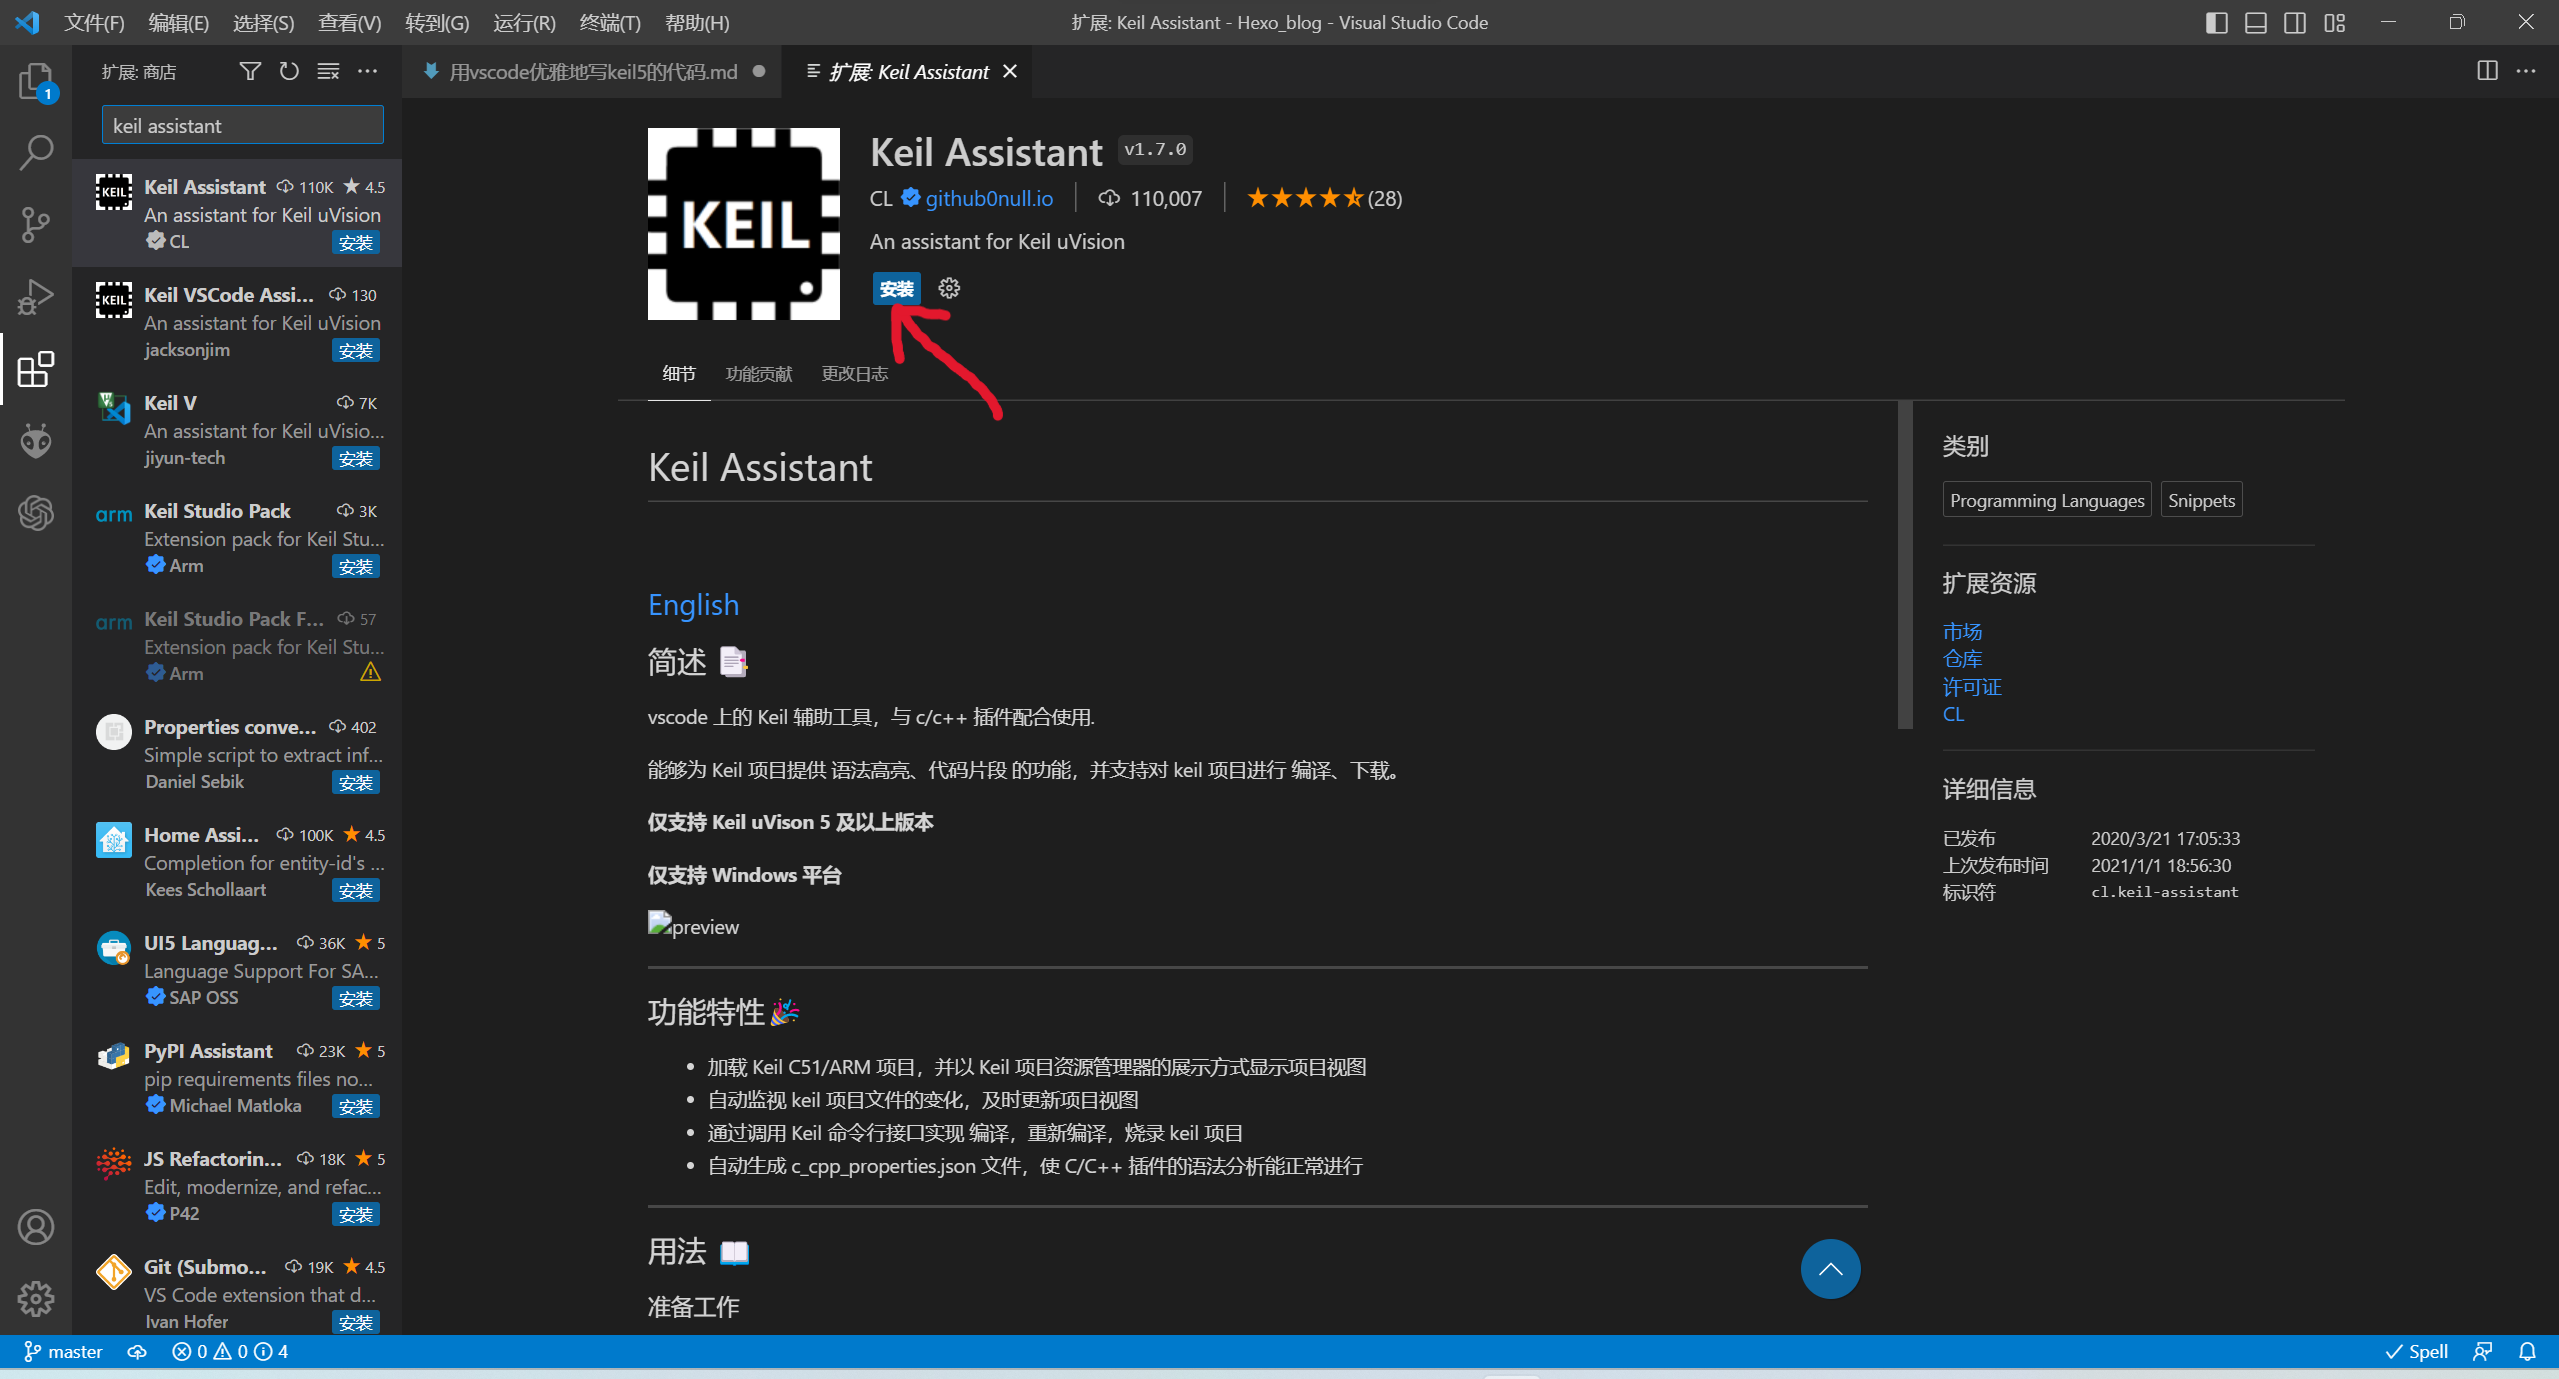 文件(F) 编辑(E) 选择(S) 查看(V) 转到(G) 运行(R) 终端(T) 帮助(H)
扩展: Keil Assistant - Hexo_blog - Visual Studio Code
1
扩展: 商店
keil assistant
Keil Assistant 110K 4.5
An assistant for Keil uVision
CL 安装
Keil VSCode Assi... 130
An assistant for Keil uVision
jacksonjim 安装
Keil V 7K
An assistant for Keil uVisio...
jiyun-tech 安装
arm Keil Studio Pack 3K
Extension pack for Keil Stu...
Arm 安装
arm Keil Studio Pack F... 57
Extension pack for Keil Stu...
Arm
Properties conve... 402
Simple script to extract inf...
Daniel Sebik 安装
Home Assi... 100K 4.5
Completion for entity-id's ...
Kees Schollaart 安装
UI5 Languag... 36K 5
Language Support For SA...
SAP OSS 安装
PyPI Assistant 23K 5
pip requirements files no...
Michael Matloka 安装
JS Refactorin... 18K 5
Edit, modernize, and refac...
P42 安装
Git (Submo... 19K 4.5
VS Code extension that d...
Ivan Hofer 安装
用vscode优雅地写keil5的代码.md
扩展: Keil Assistant
KEIL
Keil Assistant v1.7.0
CL github0null.io 110,007 (28)
An assistant for Keil uVision
安装
细节 功能贡献 更改日志
Keil Assistant
English
简述
vscode 上的 Keil 辅助工具，与 c/c++ 插件配合使用.
能够为 Keil 项目提供 语法高亮、代码片段 的功能，并支持对 keil 项目进行 编译、下载。
仅支持 Keil uVison 5 及以上版本
仅支持 Windows 平台
preview
功能特性
加载 Keil C51/ARM 项目，并以 Keil 项目资源管理器的展示方式显示项目视图
自动监视 keil 项目文件的变化，及时更新项目视图
通过调用 Keil 命令行接口实现 编译，重新编译，烧录 keil 项目
自动生成 c_cpp_properties.json 文件，使 C/C++ 插件的语法分析能正常进行
用法
准备工作
类别
Programming Languages Snippets
扩展资源
市场
仓库
许可证
CL
详细信息
已发布 2020/3/21 17:05:33
上次发布时间 2021/1/1 18:56:30
标识符 cl.keil-assistant
master 0 0 4
Spell